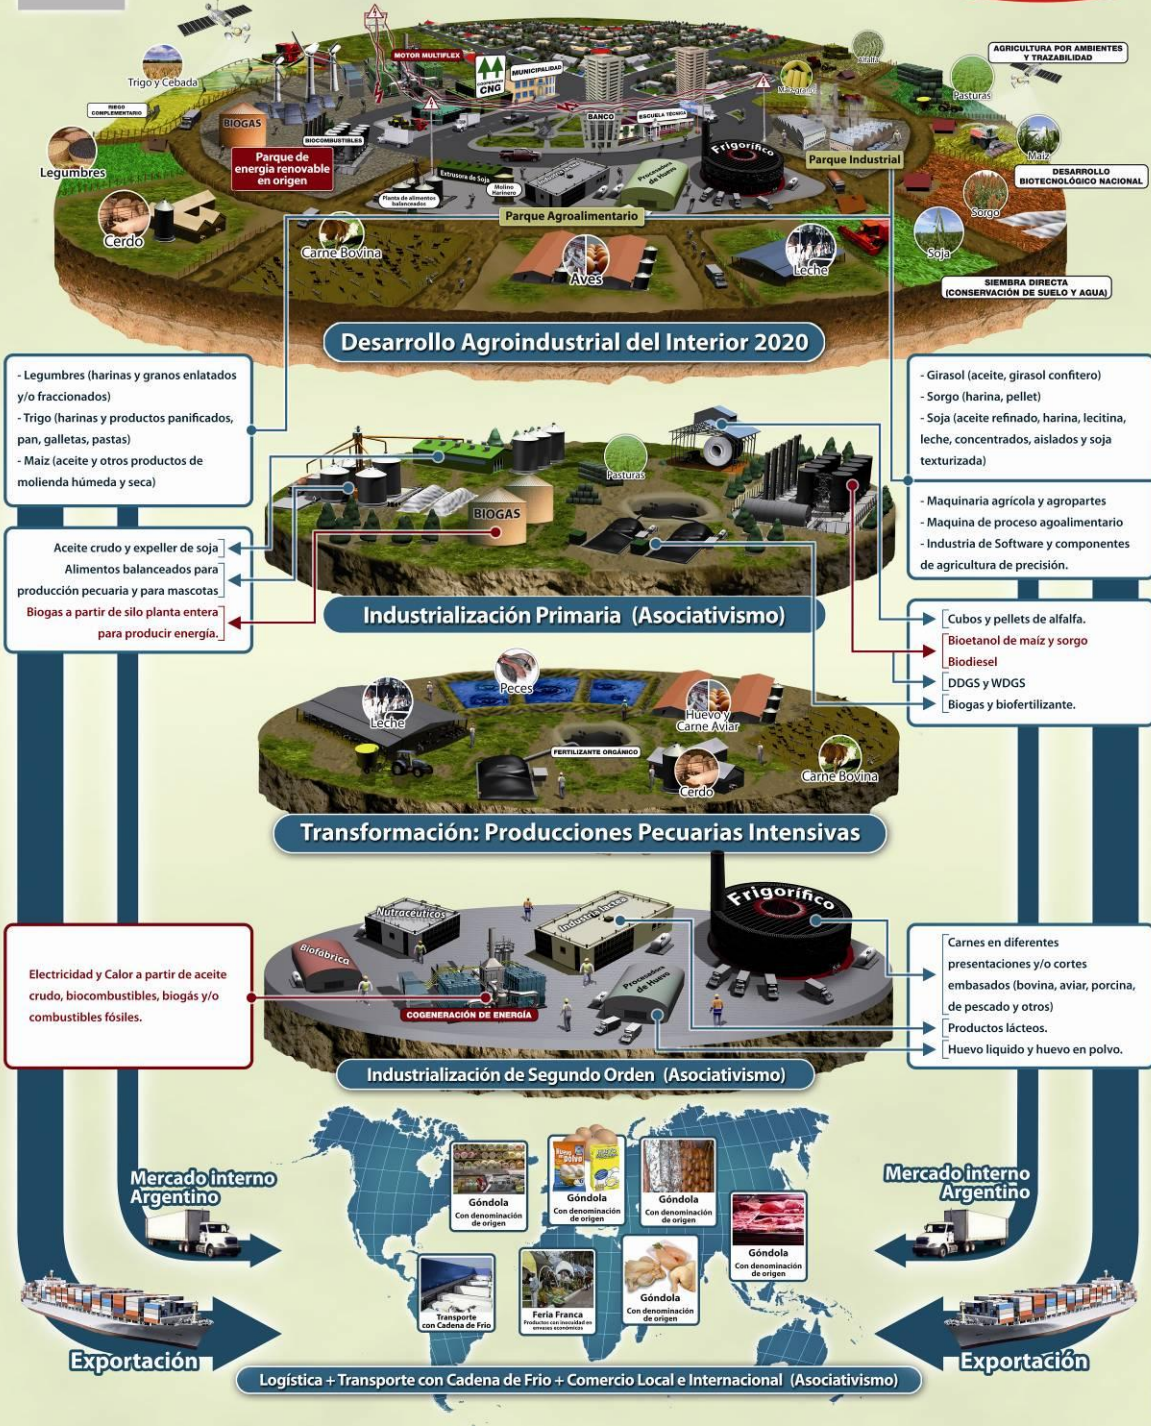 Trigo y Cebada
MOTOR MULTIFLEX
CNG
MUNICIPALIDAD
Alfalfa
AGRICULTURA POR AMBIENTES
Y TRAZABILIDAD
Pasturas
RIEGO
COMPLEMENTARIO
BIOGAS
BIOCOMBUSTIBLES
BANCO
ESCUELA TÉCNICA
Legumbres
Parque de
energía renovable
en origen
Frigorífico
Parque Industrial
Maíz
DESARROLLO
BIOTECNOLÓGICO NACIONAL
Extrusora de Soja
Molino
Harinero
Planta de alimentos
balanceados
Procesadora
de Huevo
Sorgo
Parque Agroalimentario
Cerdo
Carne Bovina
Aves
Leche
Soja
SIEMBRA DIRECTA
(CONSERVACIÓN DE SUELO Y AGUA)
Desarrollo Agroindustrial del Interior 2020
- Legumbres (harinas y granos enlatados
y/o fraccionados)
- Trigo (harinas y productos panificados,
pan, galletas, pastas)
- Maiz (aceite y otros productos de
molienda húmeda y seca)
- Girasol (aceite, girasol confitero)
- Sorgo (harina, pellet)
- Soja (aceite refinado, harina, lecitina,
leche, concentrados, aislados y soja
texturizada)
- Maquinaria agrícola y agropartes
- Maquina de proceso agoalimentario
- Industria de Software y componentes
de agricultura de precisión.
Pasturas
BIOGAS
Aceite crudo y expeller de soja
Alimentos balanceados para
producción pecuaria y para mascotas
Biogas a partir de silo planta entera
para producir energía.
Industrialización Primaria (Asociativismo)
Cubos y pellets de alfalfa.
Bioetanol de maíz y sorgo
Biodiesel
DDGS y WDGS
Biogas y biofertilizante.
Peces
Leche
Huevo y
Carne Aviar
FERTILIZANTE ORGÁNICO
Cerdo
Carne Bovina
Transformación: Producciones Pecuarias Intensivas
Nutracéuticos
Industria lactea
Frigorífico
Biofabrica
Procesadora
de Huevo
COGENERACIÓN DE ENERGÍA
Electricidad y Calor a partir de aceite
crudo, biocombustibles, biogás y/o
combustibles fósiles.
Carnes en diferentes
presentaciones y/o cortes
embasados (bovina, aviar, porcina,
de pescado y otros)
Productos lácteos.
Huevo liquido y huevo en polvo.
Industrialización de Segundo Orden (Asociativismo)
Mercado interno
Argentino
Mercado interno
Argentino
Góndola
Con denominación
de origen
Góndola
Con denominación
de origen
Góndola
Con denominación
de origen
Góndola
Con denominación
de origen
Góndola
Con denominación
de origen
Transporte
con Cadena de Frio
Feria Franca
Productos con inocuidad en
envases económicos
Exportación
Exportación
Logística + Transporte con Cadena de Frio + Comercio Local e Internacional (Asociativismo)